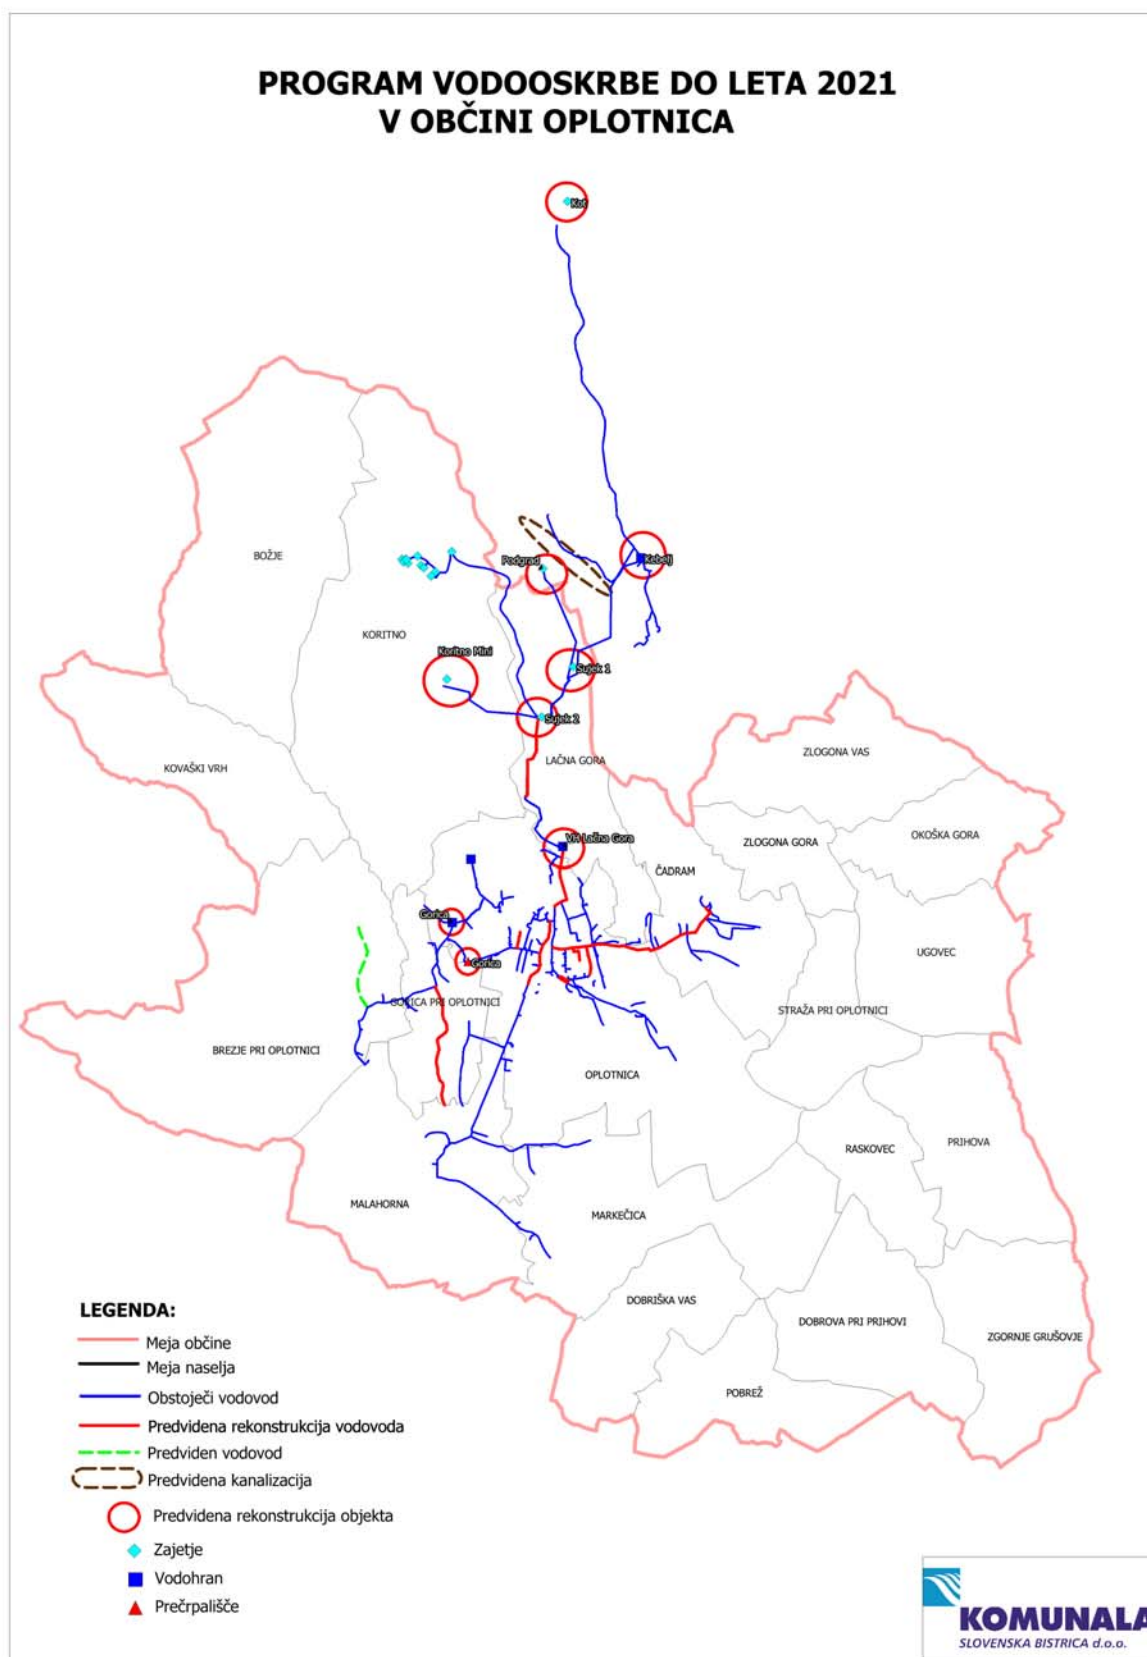 PROGRAM VODOOSKRBE DO LETA 2021
V OBČINI OPLOTNICA
Kot
BOŽJE
Podgrad
Kebelj
KORITNO
Koritno Mini
Sujek 1
Sujek 2
ZLOGONA VAS
LAČNA GORA
KOVAŠKI VRH
OKOŠKA GORA
VH Lačna Gora
ZLOGONA GORA
ČADRAM
Gorica
UGOVEC
Gorica
GORICA PRI OPLOTNICI
STRAŽA PRI OPLOTNICI
BREZJE PRI OPLOTNICI
OPLOTNICA
PRIHOVA
RASKOVEC
MALAHORNA
MARKEČICA
DOBRIŠKA VAS
DOBROVA PRI PRIHOVI
ZGORNJE GRUŠOVJE
POBREŽ
LEGENDA:
Meja občine
Meja naselja
Obstoječi vodovod
Predvidena rekonstrukcija vodovoda
Predviden vodovod
Predvidena kanalizacija
Predvidena rekonstrukcija objekta
Zajetje
Vodohran
Prečrpališče
KOMUNALA
SLOVENSKA BISTRICA d.o.o.